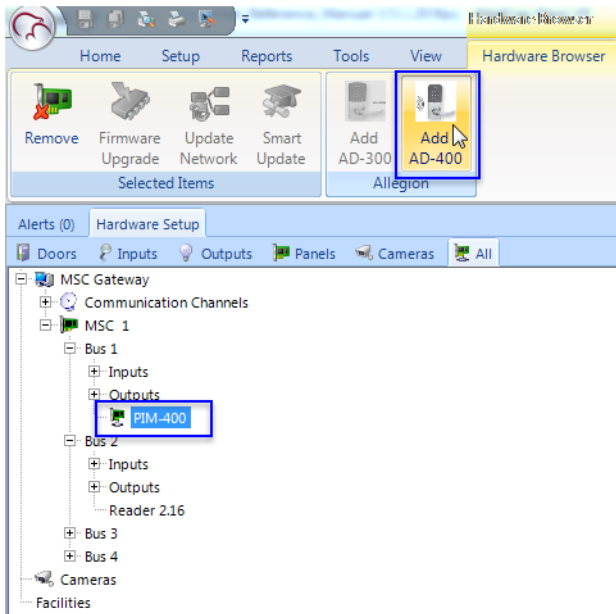 Hardware Browser
Home Setup Reports Tools View Hardware Browser
Remove Firmware Upgrade Update Network Smart Update Add AD-300 Add AD-400
Selected Items Allegion
Alerts (0) Hardware Setup
Doors Inputs Outputs Panels Cameras All
MSC Gateway
Communication Channels
MSC 1
Bus 1
Inputs
Outputs
PIM-400
Bus 2
Inputs
Outputs
Reader 2.16
Bus 3
Bus 4
Cameras
Facilities